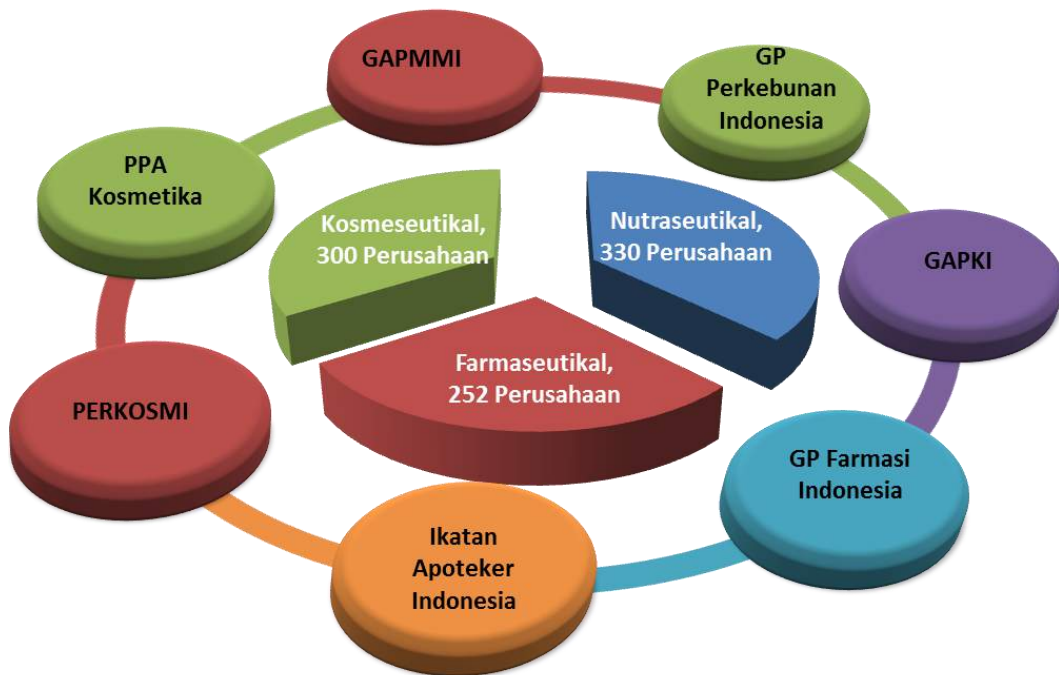 GAPMMI
GP
Perkebunan
Indonesia
PPA
Kosmetika
Kosmeseutikal,
300 Perusahaan
Nutraseutikal,
330 Perusahaan
GAPKI
Farmaseutikal,
252 Perusahaan
PERKOSMI
GP Farmasi
Indonesia
Ikatan
Apoteker
Indonesia